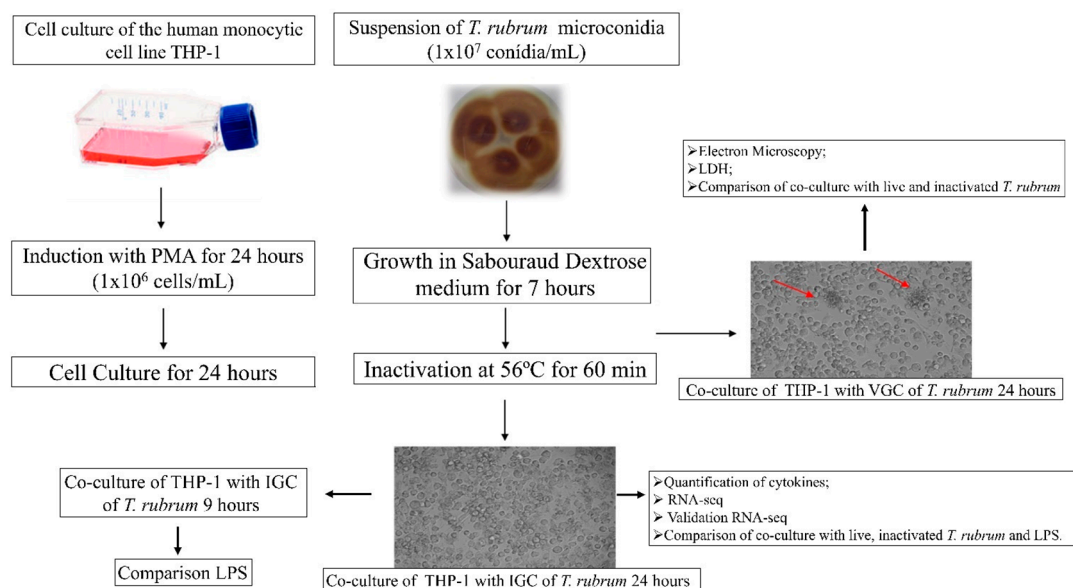 Cell culture of the human monocytic
cell line THP-1
Suspension of T. rubrum microconidia
(1x10⁷ conídia/mL)
Induction with PMA for 24 hours
(1x10⁶ cells/mL)
Cell Culture for 24 hours
Growth in Sabouraud Dextrose
medium for 7 hours
Inactivation at 56ºC for 60 min
➢Electron Microscopy;
➢LDH;
➢Comparison of co-culture with live and inactivated T. rubrum
Co-culture of THP-1 with VGC of T. rubrum 24 hours
Co-culture of THP-1 with IGC
of T. rubrum 9 hours
Comparison LPS
➢Quantification of cytokines;
➢ RNA-seq
➢ Validation RNA-seq
➢Comparison of co-culture with live, inactivated T. rubrum and LPS.
Co-culture of THP-1 with IGC of T. rubrum 24 hours